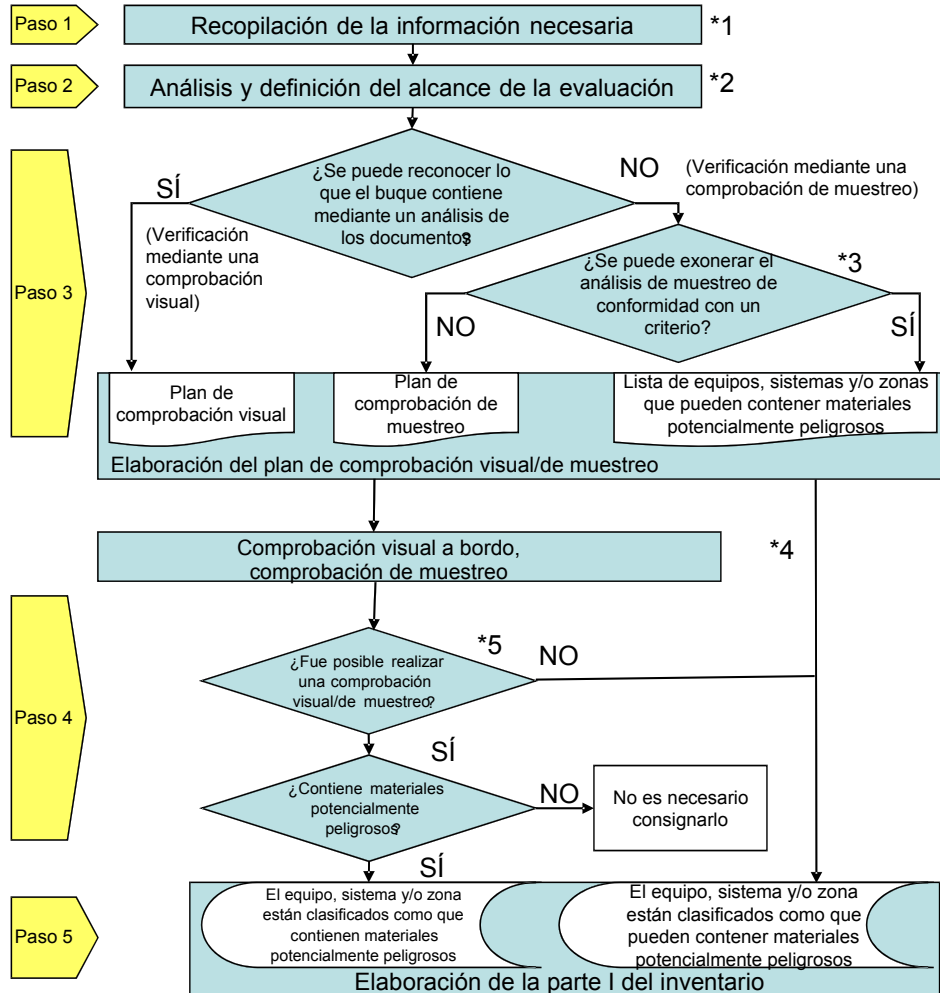 Paso 1
Recopilación de la información necesaria
*1
Paso 2
Análisis y definición del alcance de la evaluación
*2
Paso 3
¿Se puede reconocer lo
que el buque contiene
mediante un análisis de
los documentos?
SÍ
(Verificación
mediante una
comprobación
visual)
NO
(Verificación mediante una
comprobación de muestreo)
¿Se puede exonerar el
análisis de muestreo de
conformidad con un
criterio?
*3
NO
SÍ
Plan de
comprobación visual
Plan de
comprobación de
muestreo
Lista de equipos, sistemas y/o zonas
que pueden contener materiales
potencialmente peligrosos
Elaboración del plan de comprobación visual/de muestreo
Comprobación visual a bordo,
comprobación de muestreo
*4
Paso 4
¿Fue posible realizar
una comprobación
visual/de muestreo?
*5
NO
SÍ
¿Contiene materiales
potencialmente
peligrosos?
NO
No es necesario
consignarlo
SÍ
Paso 5
El equipo, sistema y/o zona
están clasificados como que
contienen materiales
potencialmente peligrosos
El equipo, sistema y/o zona
están clasificados como que
pueden contener materiales
potencialmente peligrosos
Elaboración de la parte I del inventario